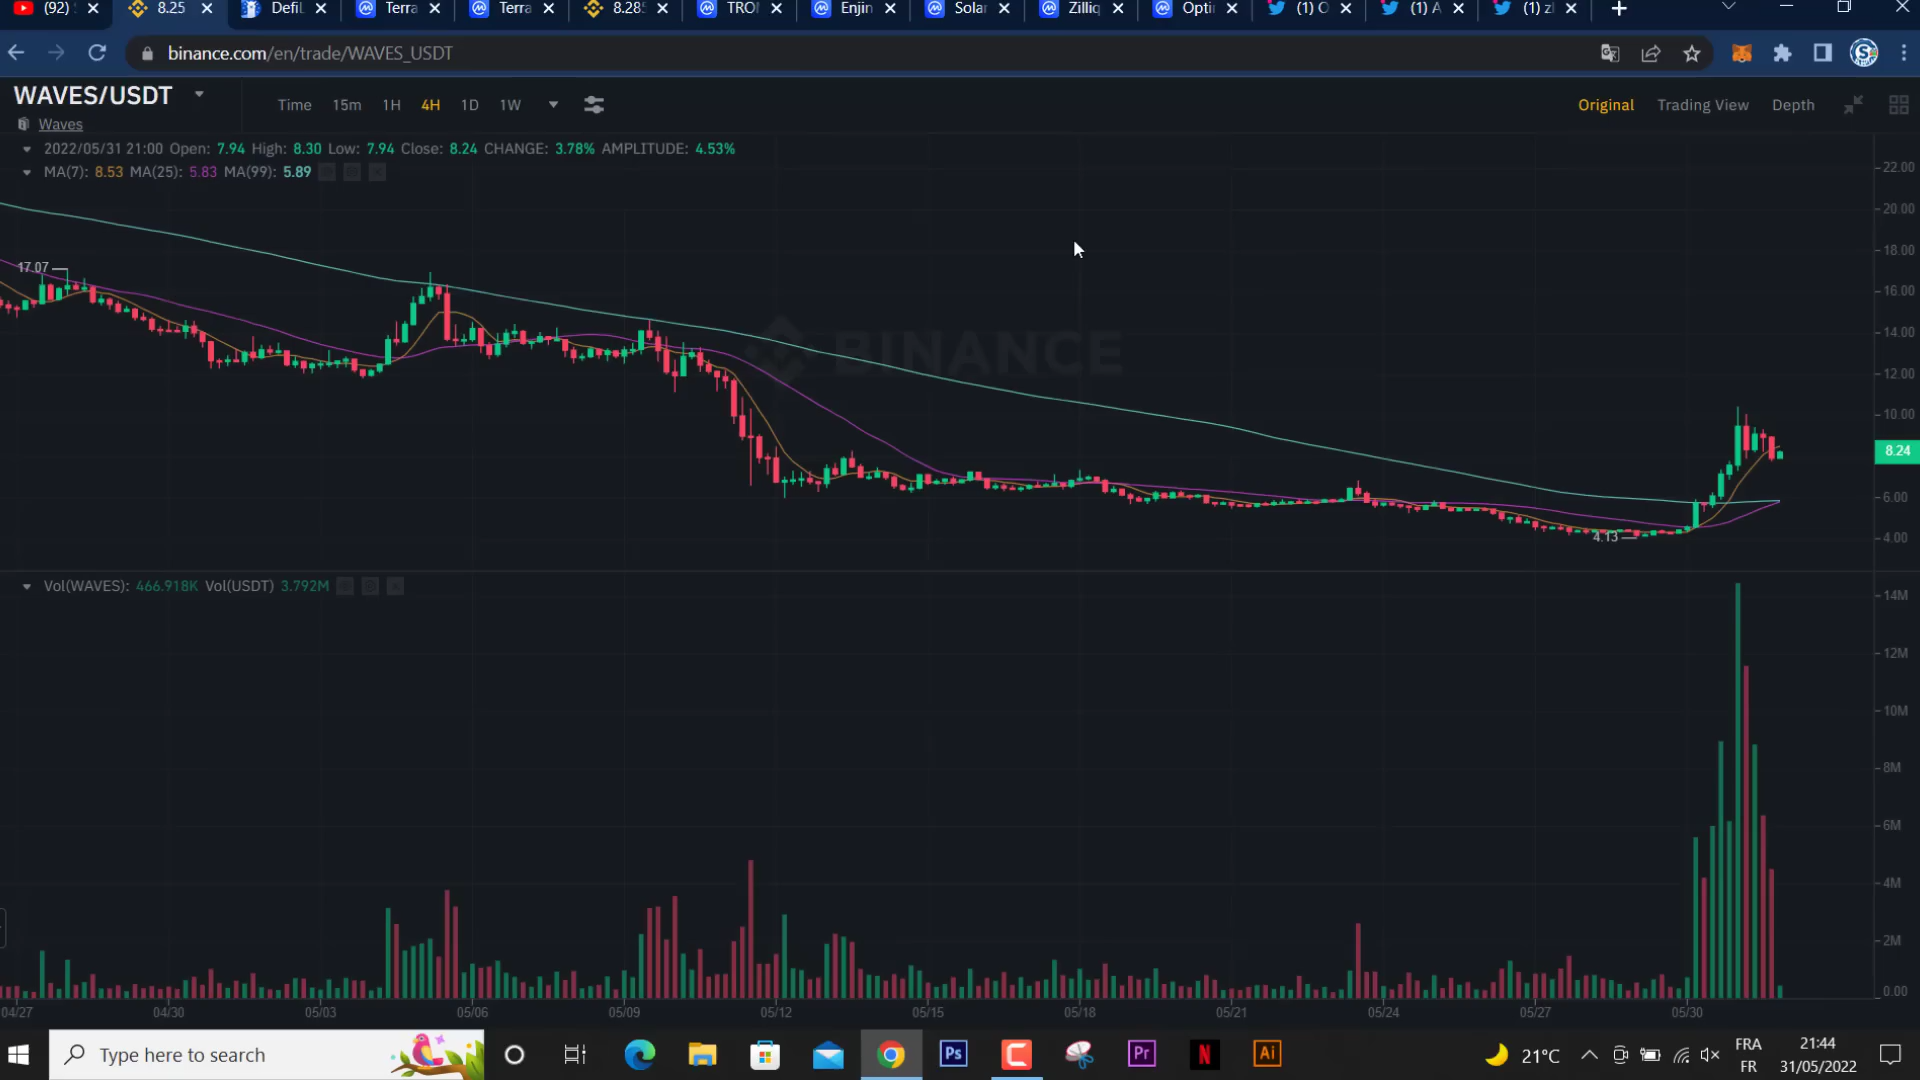 (92) 8.25 Defil Terra Terra 8.285 TRO Enjin Solar Zilliq Opti (1) O (1) A (1) zl
binance.com/en/trade/WAVES_USDT
WAVES/USDT Time 15m 1H 4H 1D 1W Original Trading View Depth
Waves
2022/05/31 21:00 Open: 7.94 High: 8.30 Low: 7.94 Close: 8.24 CHANGE: 3.78% AMPLITUDE: 4.53%
MA(7): 8.53 MA(25): 5.83 MA(99): 5.89
22.00
20.00
18.00
17.07
16.00
14.00
BINANCE
12.00
10.00
8.24
6.00
4.13
4.00
Vol(WAVES): 466.918K Vol(USDT) 3.792M
14M
12M
10M
8M
6M
4M
2M
0.00
04/27 04/30 05/03 05/06 05/09 05/12 05/15 05/18 05/21 05/24 05/27 05/30
Type here to search Ps Pr N Ai 21°C FRA 21:44
FR 31/05/2022